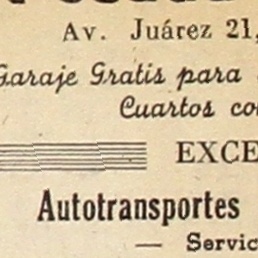 Av. Juárez 21,
Garaje Gratis para
Cuartos co
EXCE
Autotransportes
— Servic